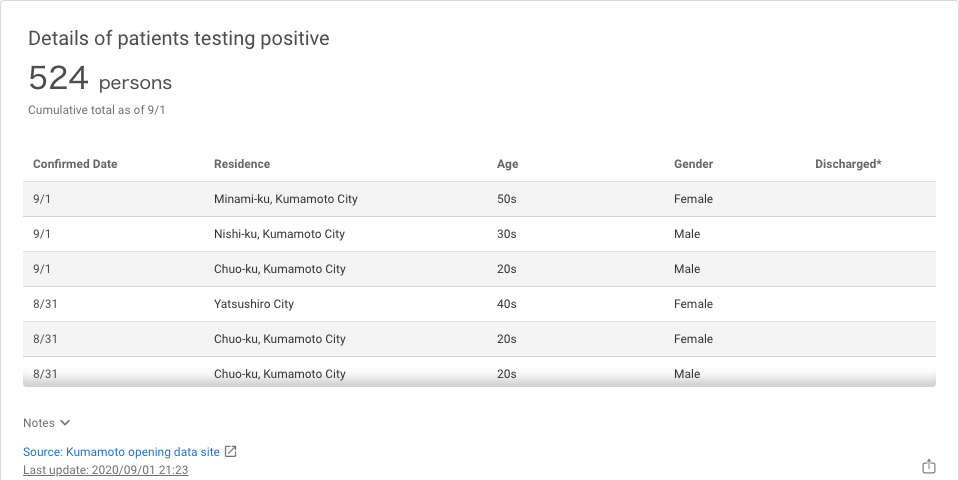 Details of patients testing positive
524 persons
Cumulative total as of 9/1
Confirmed Date Residence Age Gender Discharged*
9/1 Minami-ku, Kumamoto City 50s Female
9/1 Nishi-ku, Kumamoto City 30s Male
9/1 Chuo-ku, Kumamoto City 20s Male
8/31 Yatsushiro City 40s Female
8/31 Chuo-ku, Kumamoto City 20s Female
8/31 Chuo-ku, Kumamoto City 20s Male
Notes
Source: Kumamoto opening data site
Last update: 2020/09/01 21:23